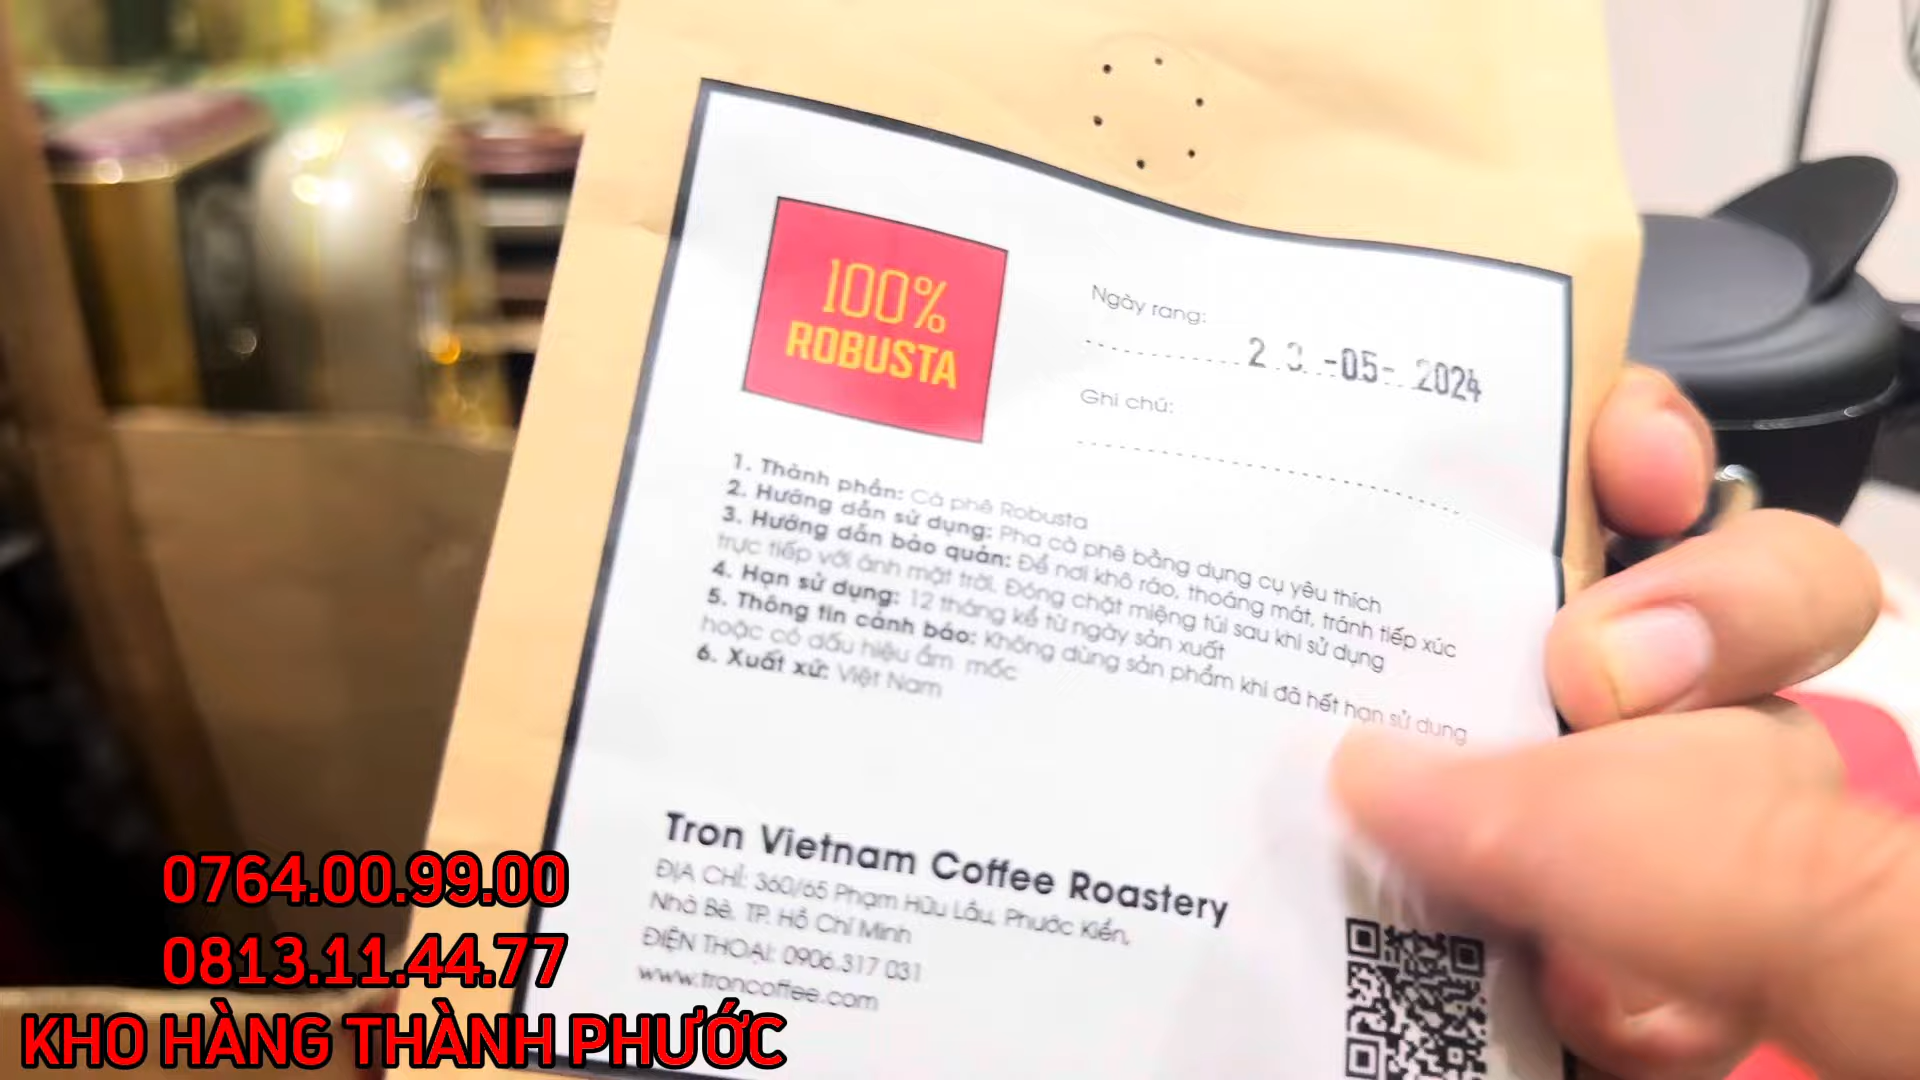 100%
ROBUSTA
Ngày rang:
-05- 2024
Ghi chú:
1. Thành phần: Cà phê Robusta
2. Hướng dẫn sử dụng: Pha cà phê bằng dụng cụ yêu thích
3. Hướng dẫn bảo quản: Để nơi khô ráo, thoáng mát, tránh tiếp xúc
trực tiếp với ánh mặt trời. Đóng chặt miệng túi sau khi sử dụng
4. Hạn sử dụng: 12 tháng kể từ ngày sản xuất
5. Thông tin cảnh báo: Không dùng sản phẩm khi đã hết hạn sử dụng
hoặc có dấu hiệu ẩm mốc
6. Xuất xứ: Việt Nam
Tron Vietnam Coffee Roastery
ĐỊA CHỈ: 360/65 Phạm Hữu Lầu, Phước Kiển,
Nhà Bè, TP. Hồ Chí Minh
ĐIỆN THOẠI: 0906.317 031
www.troncoffee.com
0764.00.99.00
0813.11.44.77
KHO HÀNG THÀNH PHƯỚC